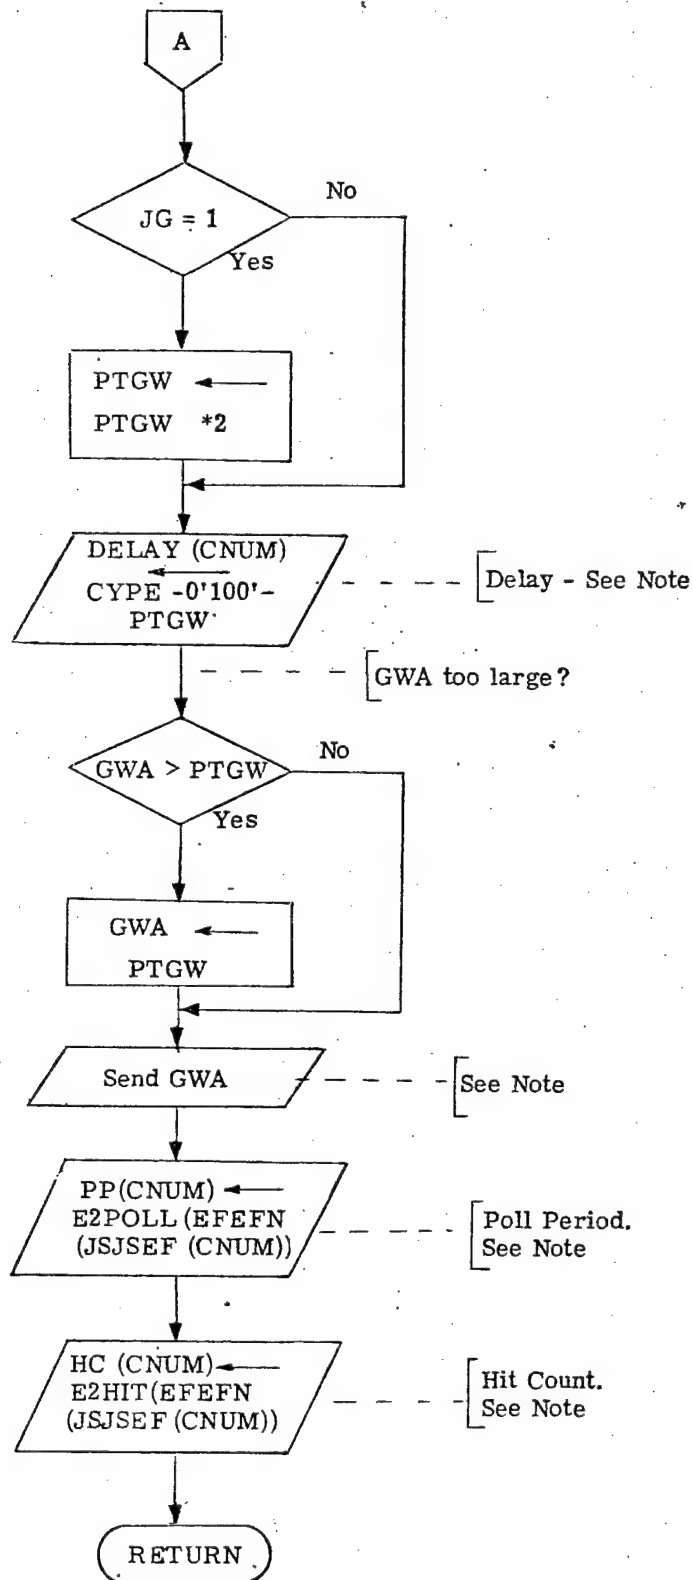 A
No
JG = 1
Yes
PTGW ←
PTGW *2
DELAY (CNUM)
←
CYPE -0'100'-
PTGW
Delay - See Note
GWA too large?
No
GWA > PTGW
Yes
GWA ←
PTGW
Send GWA
See Note
PP(CNUM) ←
E2POLL(EFEFN
(JSJSEF (CNUM))
Poll Period.
See Note
HC (CNUM) ←
E2HIT(EFEFN
(JSJSEF (CNUM))
Hit Count.
See Note
RETURN